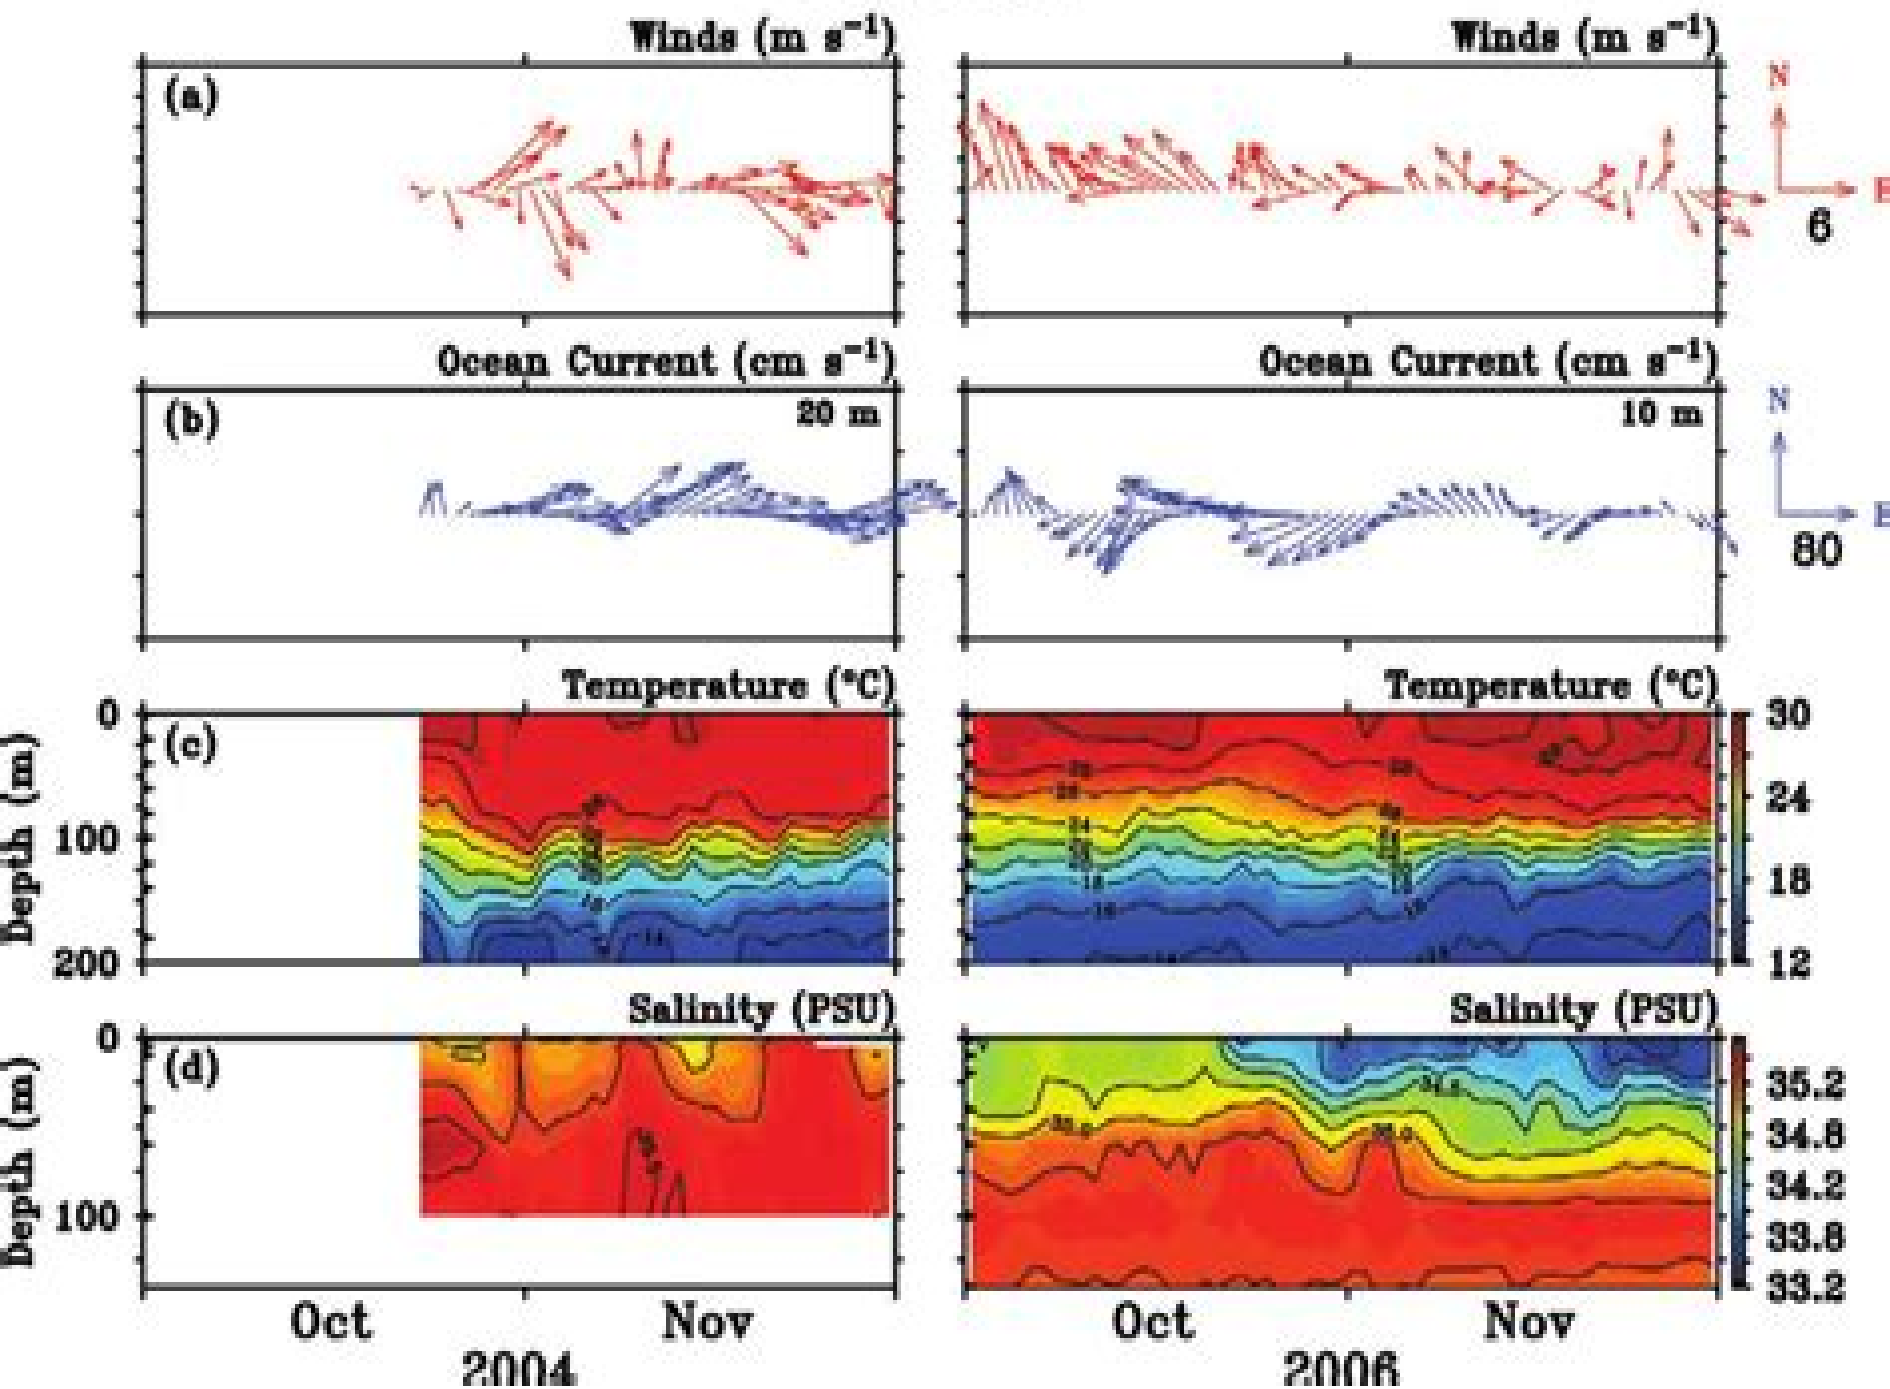 Winds (m s⁻¹) Winds (m s⁻¹)
(a) N
E
6
Ocean Current (cm s⁻¹) Ocean Current (cm s⁻¹)
(b) 20 m 10 m N
E
80
Temperature (°C) Temperature (°C)
0 (c) 30
24
100
18
200 12
Depth (m)
Salinity (PSU) Salinity (PSU)
0 (d)
35.2
34.8
34.2
100
33.8
33.2
Depth (m)
Oct Nov Oct Nov
2004 2006